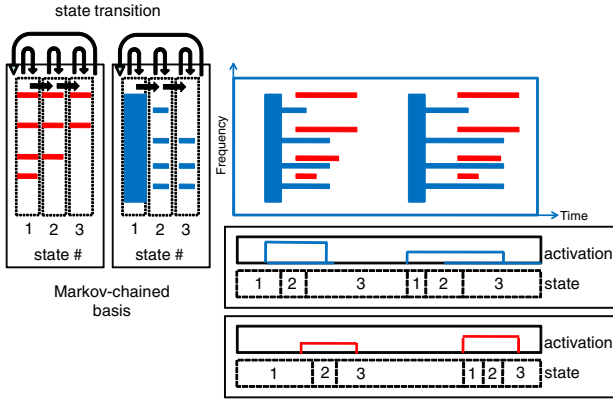 state transition
1 2 3
state #
1 2 3
state #
Markov-chained
basis
Frequency
Time
activation
1 2 3 1 2 3 state
activation
1 2 3 1 2 3 state